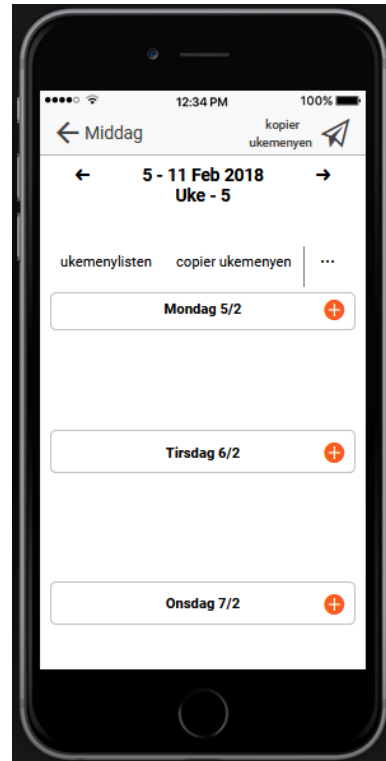 12:34 PM
100%
Middag
kopier
ukemenyen
5 - 11 Feb 2018
Uke - 5
ukemenylisten copier ukemenyen ...
Mondag 5/2
Tirsdag 6/2
Onsdag 7/2